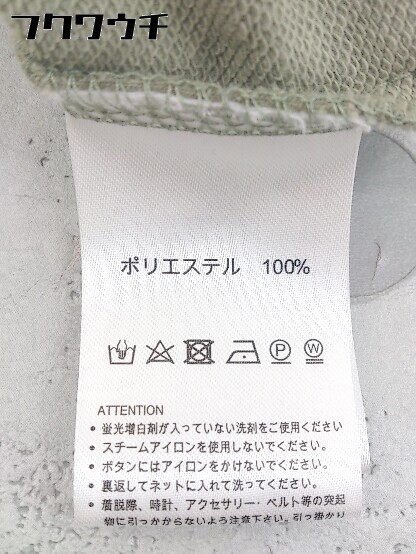 フクワウチ
ポリエステル 100%
P
W
ATTENTION
・蛍光増白剤が入っていない洗剤をご使用ください
・スチームアイロンを使用しないでください。
・ボタンにはアイロンをかけないでください。
・裏返してネットに入れて洗ってください。
・着脱際、時計、アクセサリー・ベルト等の突起
物に引っかからないよう注意下さい。引っ掛かり